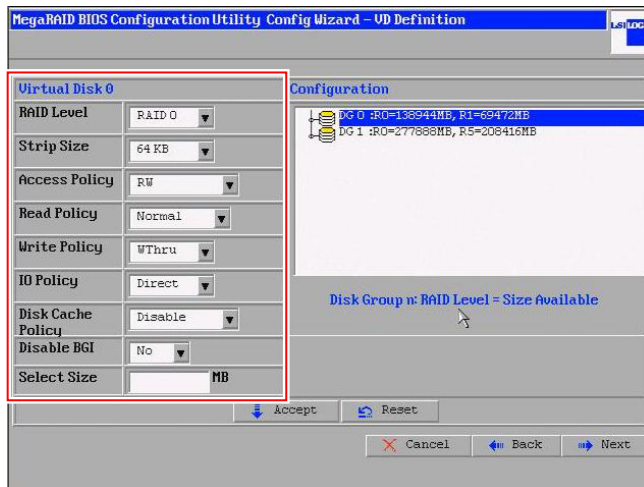 MegaRAID BIOS Configuration Utility Config Wizard - VD Definition
LSI LOGIC
Virtual Disk 0
RAID Level RAID 0
Strip Size 64 KB
Access Policy RW
Read Policy Normal
Write Policy WThru
IO Policy Direct
Disk Cache
Policy Disable
Disable BGI No
Select Size MB
Configuration
DG 0 :R0=138944MB, R1=69472MB
DG 1 :R0=277888MB, R5=208416MB
Disk Group n: RAID Level = Size Available
Accept Reset
Cancel Back Next